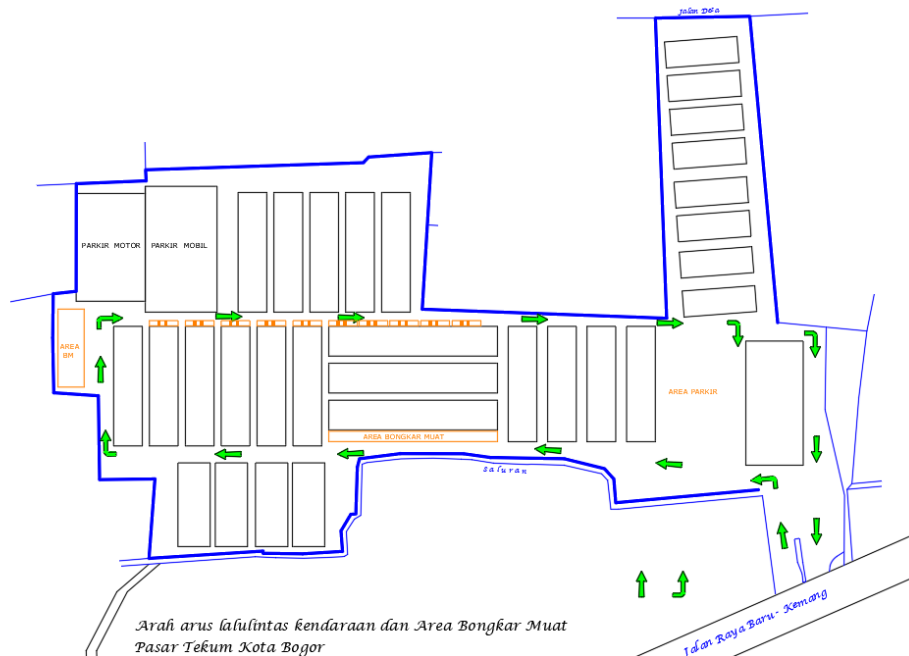 Jalan Desa
PARKIR MOTOR
PARKIR MOBIL
AREA
BM
AREA PARKIR
AREA BONGKAR MUAT
Saluran
Jalan Raya Baru - Kemang
Arah arus lalulintas kendaraan dan Area Bongkar Muat
Pasar Tekum Kota Bogor